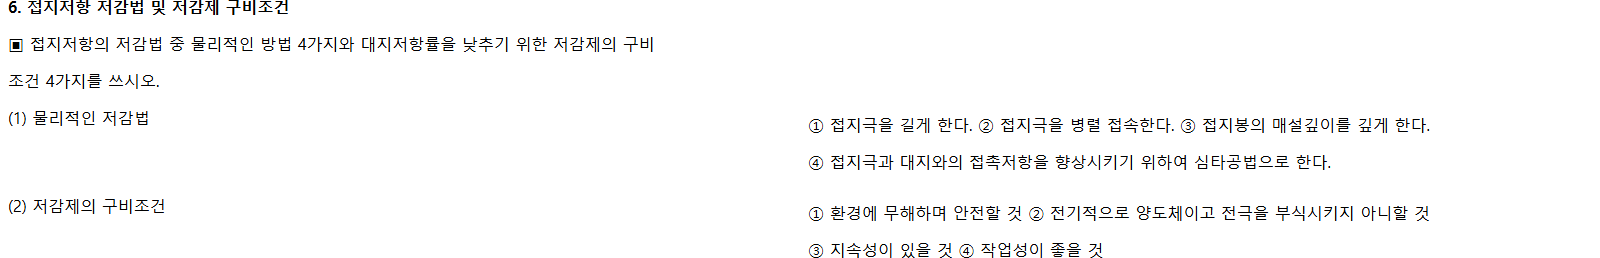 6. 접지저항 저감법 및 저감제 구비조건
▣ 접지저항의 저감법 중 물리적인 방법 4가지와 대지저항률을 낮추기 위한 저감제의 구비
조건 4가지를 쓰시오.
(1) 물리적인 저감법
① 접지극을 길게 한다. ② 접지극을 병렬 접속한다. ③ 접지봉의 매설깊이를 깊게 한다.
④ 접지극과 대지와의 접촉저항을 향상시키기 위하여 심타공법으로 한다.
(2) 저감제의 구비조건
① 환경에 무해하며 안전할 것 ② 전기적으로 양도체이고 전극을 부식시키지 아니할 것
③ 지속성이 있을 것 ④ 작업성이 좋을 것